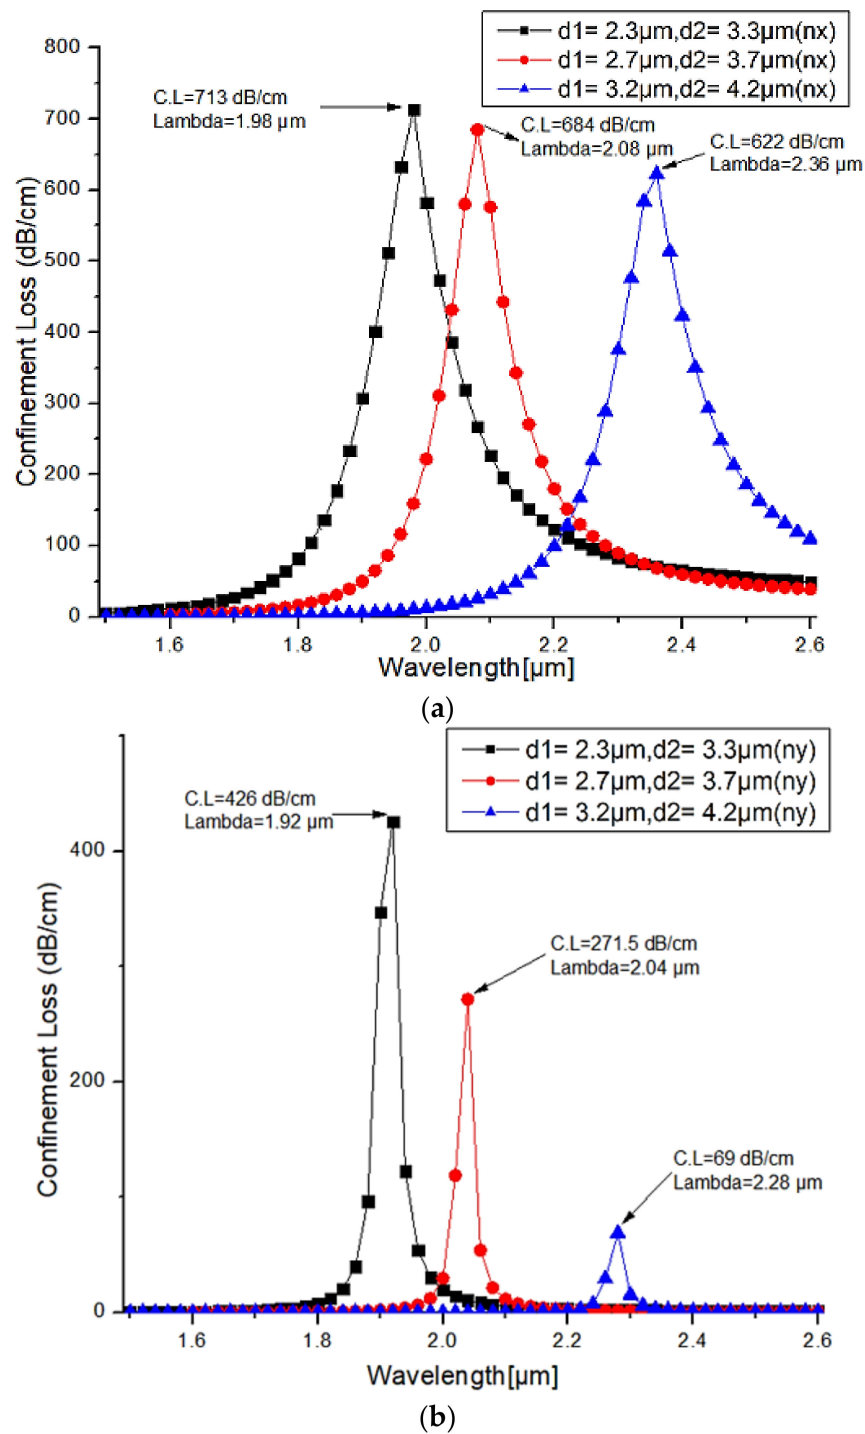 d1= 2.3µm,d2= 3.3µm(nx)
d1= 2.7µm,d2= 3.7µm(nx)
d1= 3.2µm,d2= 4.2µm(nx)
C.L=713 dB/cm
Lambda=1.98 µm
C.L=684 dB/cm
Lambda=2.08 µm
C.L=622 dB/cm
Lambda=2.36 µm
800
700
600
500
400
300
200
100
0
Confinement Loss (dB/cm)
1.6 1.8 2.0 2.2 2.4 2.6
Wavelength[µm]
(a)
d1= 2.3µm,d2= 3.3µm(ny)
d1= 2.7µm,d2= 3.7µm(ny)
d1= 3.2µm,d2= 4.2µm(ny)
C.L=426 dB/cm
Lambda=1.92 µm
C.L=271.5 dB/cm
Lambda=2.04 µm
C.L=69 dB/cm
Lambda=2.28 µm
400
200
0
Confinement Loss (dB/cm)
1.6 1.8 2.0 2.2 2.4 2.6
Wavelength[µm]
(b)